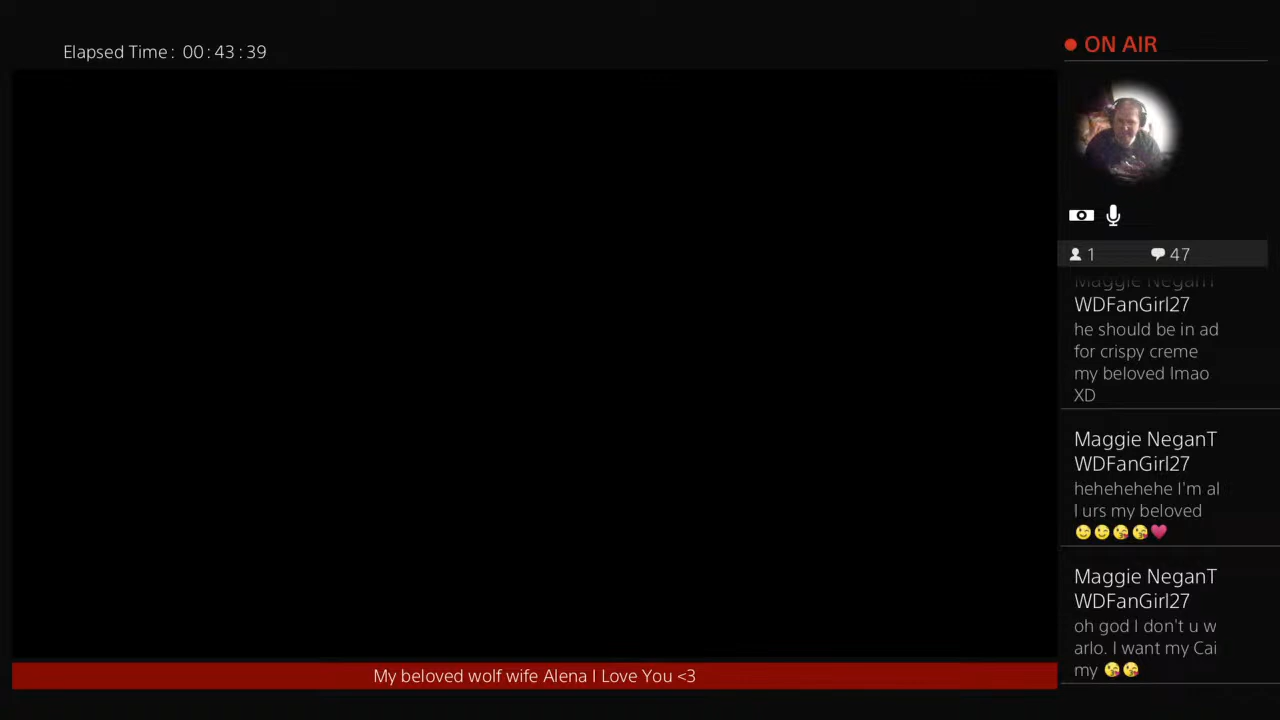 Elapsed Time: 00:43:39
ON AIR
1 47
Maggie NeganT
WDFanGirl27
he should be in ad
for crispy creme
my beloved lmao
XD
Maggie NeganT
WDFanGirl27
hehehehehe I'm al
l urs my beloved
😉😉😘😘💗
Maggie NeganT
WDFanGirl27
oh god I don't u w
arlo. I want my Cai
my 😘😘
My beloved wolf wife Alena I Love You <3